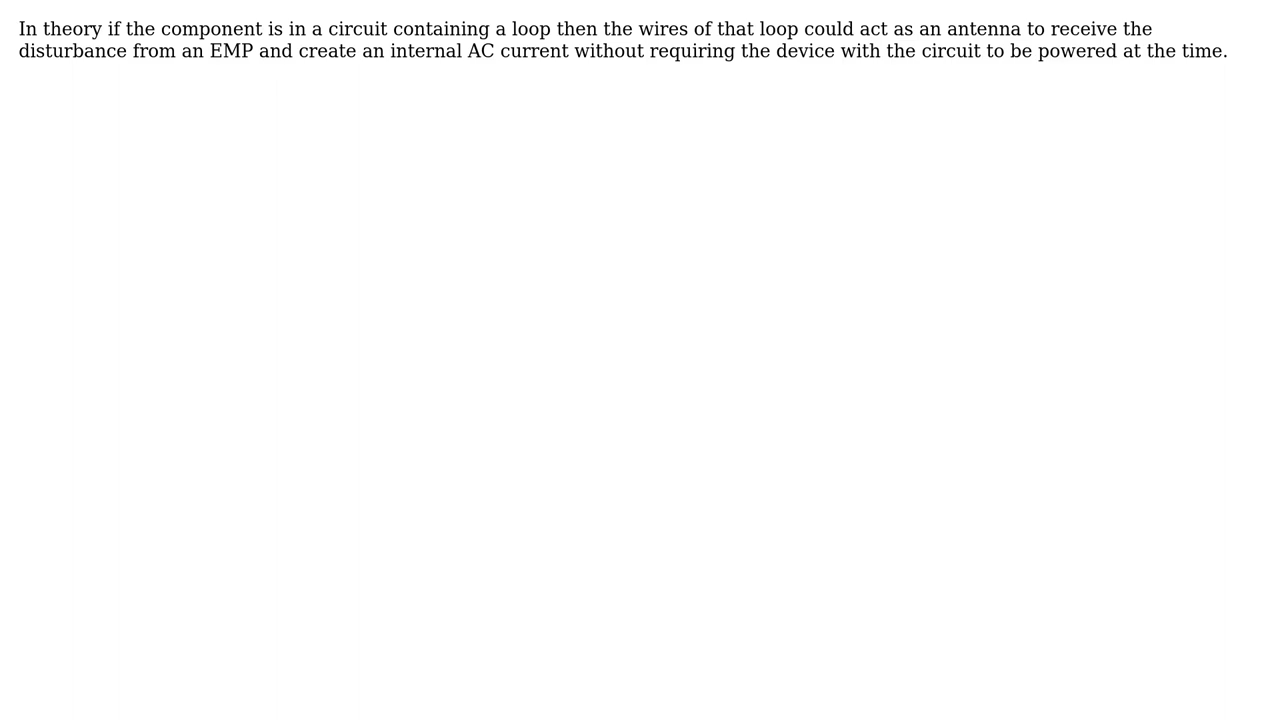 In theory if the component is in a circuit containing a loop then the wires of that loop could act as an antenna to receive the
disturbance from an EMP and create an internal AC current without requiring the device with the circuit to be powered at the time.